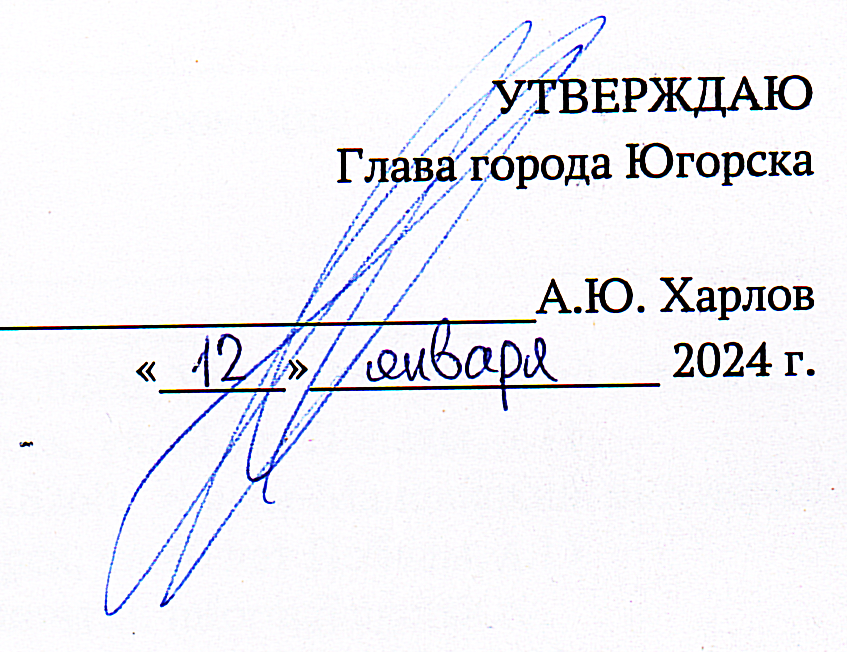 УТВЕРЖДАЮ
Глава города Югорска
А.Ю. Харлов
«12» января 2024 г.